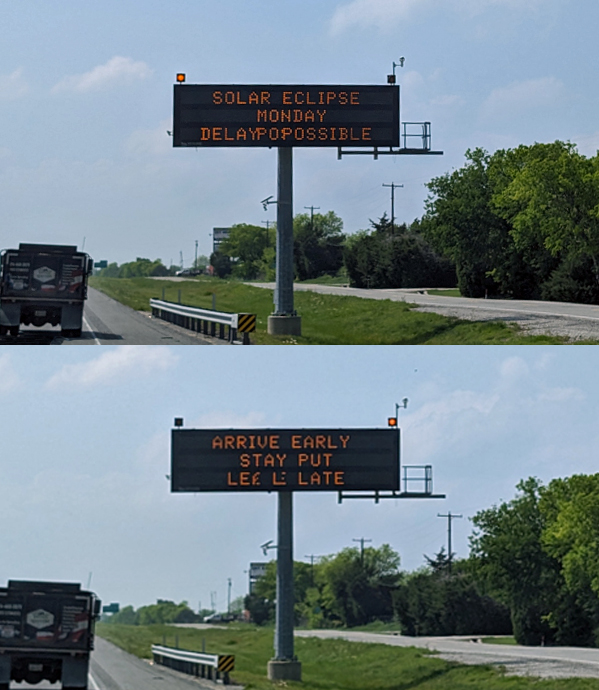 SOLAR ECLIPSE
MONDAY
DELAYPOPOSSIBLE
ARRIVE EARLY
STAY PUT
LATE